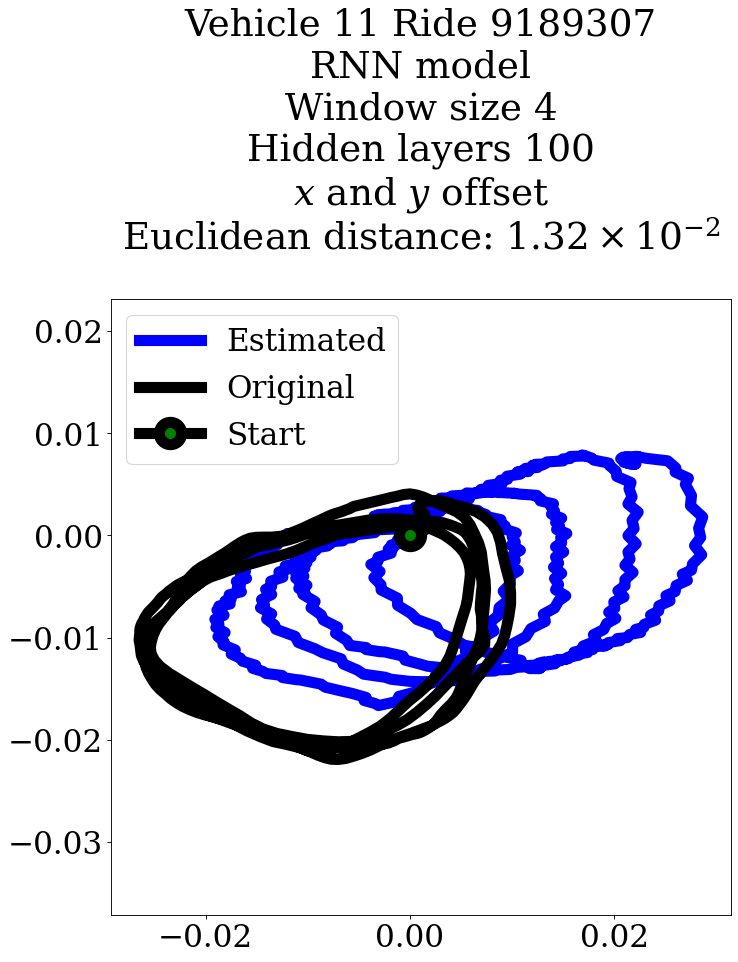 Vehicle 11 Ride 9189307
RNN model
Window size 4
Hidden layers 100
x and y offset
Euclidean distance: 1.32 × 10⁻²
Estimated
Original
Start
0.02
0.01
0.00
−0.01
−0.02
−0.03
−0.02
0.00
0.02